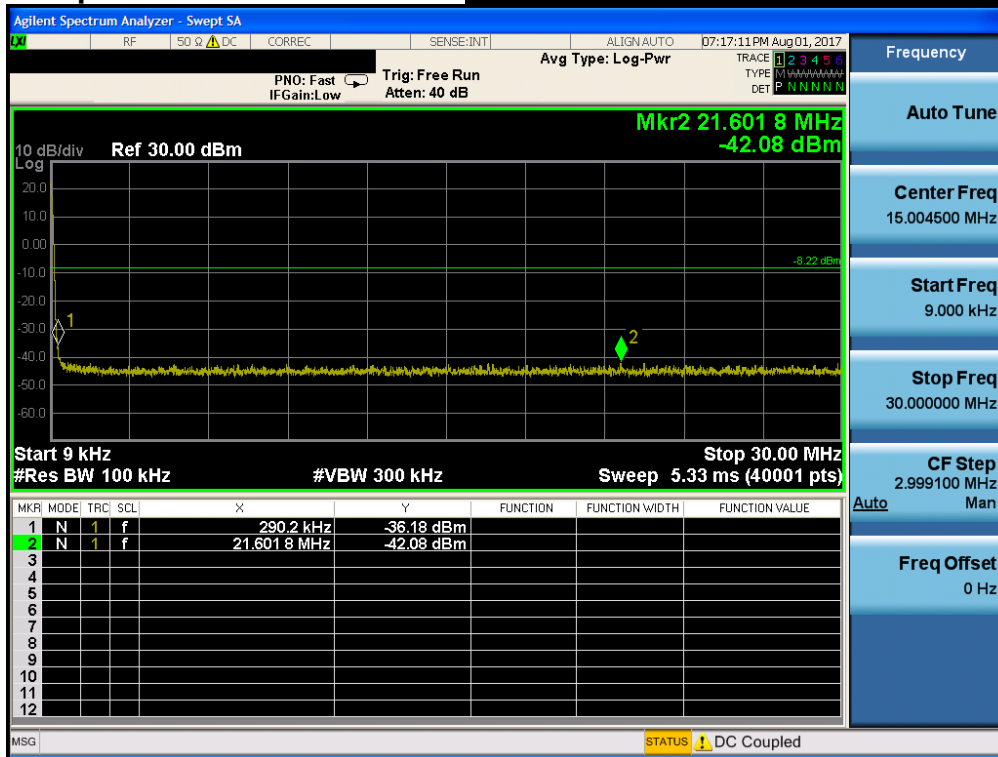 Agilent Spectrum Analyzer - Swept SA
LXI RF 50 Ω DC CORREC SENSE:INT ALIGN AUTO 07:17:11 PM Aug 01, 2017
PNO: Fast
IFGain:Low
Trig: Free Run
Atten: 40 dB
Avg Type: Log-Pwr
TRACE 1 2 3 4 5 6
TYPE M
DET P N N N N N
Mkr2 21.601 8 MHz
-42.08 dBm
10 dB/div Ref 30.00 dBm
Log
20.0
10.0
0.00
-8.22 dBm
-10.0
-20.0
-30.0
1
2
-40.0
-50.0
-60.0
Start 9 kHz Stop 30.00 MHz
#Res BW 100 kHz #VBW 300 kHz Sweep 5.33 ms (40001 pts)
MKR MODE TRC SCL X Y FUNCTION FUNCTION WIDTH FUNCTION VALUE
1 N 1 f 290.2 kHz -36.18 dBm
2 N 1 f 21.601 8 MHz -42.08 dBm
3
4
5
6
7
8
9
10
11
12
MSG STATUS DC Coupled
Frequency
Auto Tune
Center Freq
15.004500 MHz
Start Freq
9.000 kHz
Stop Freq
30.000000 MHz
CF Step
2.999100 MHz
Auto Man
Freq Offset
0 Hz